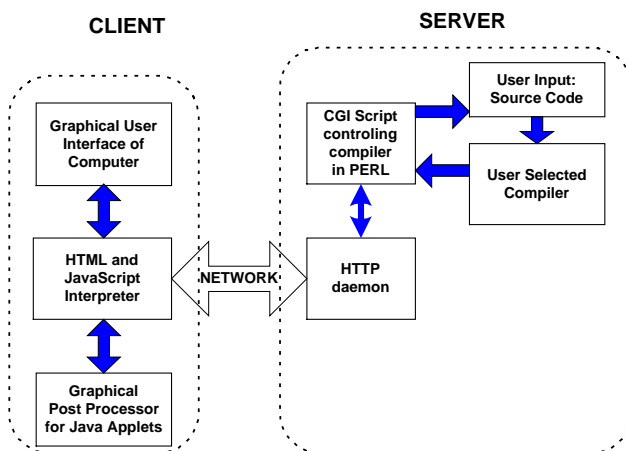 CLIENT
SERVER
Graphical User
Interface of
Computer
HTML and
JavaScript
Interpreter
Graphical
Post Processor
for Java Applets
NETWORK
CGI Script
controling
compiler
in PERL
HTTP
daemon
User Input:
Source Code
User Selected
Compiler